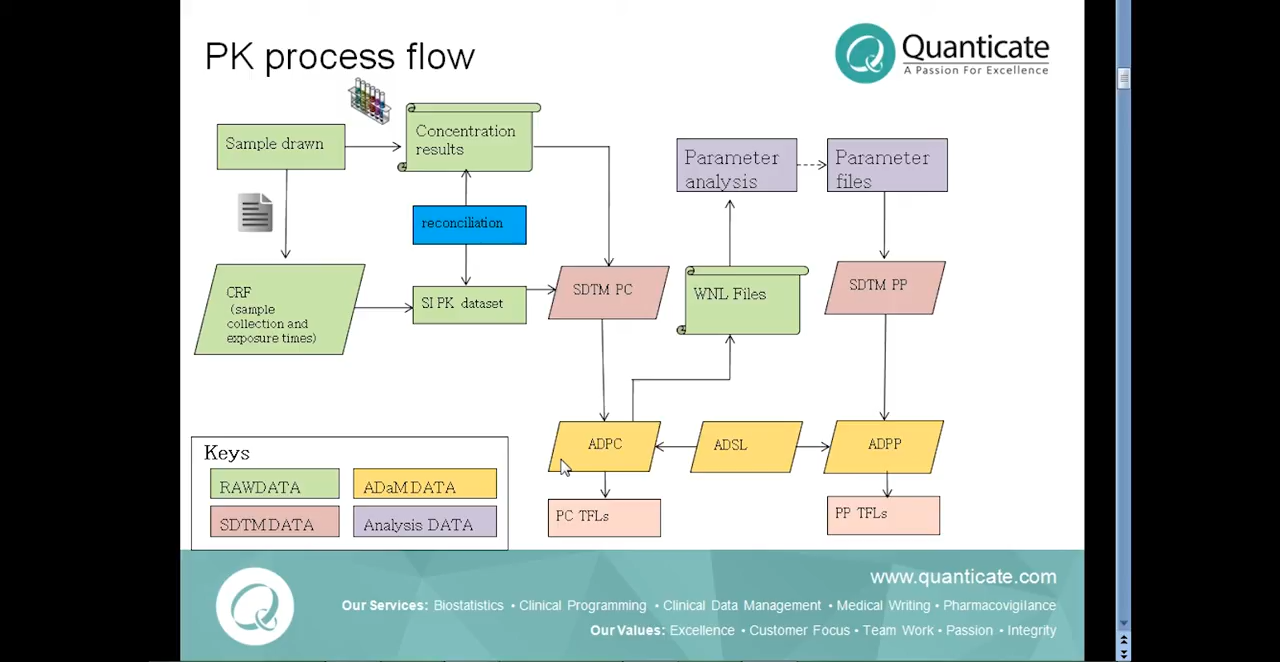 PK process flow
Quanticate
A Passion For Excellence
Sample drawn
Concentration
results
Parameter
analysis
Parameter
files
reconciliation
CRF
(sample
collection and
exposure times)
SI PK dataset
SDTM PC
WNL Files
SDTM PP
ADPC
ADSL
ADPP
PC TFLs
PP TFLs
Keys
RAWDATA
ADaM DATA
SDTM DATA
Analysis DATA
www.quanticate.com
Our Services: Biostatistics • Clinical Programming • Clinical Data Management • Medical Writing • Pharmacovigilance
Our Values: Excellence • Customer Focus • Team Work • Passion • Integrity